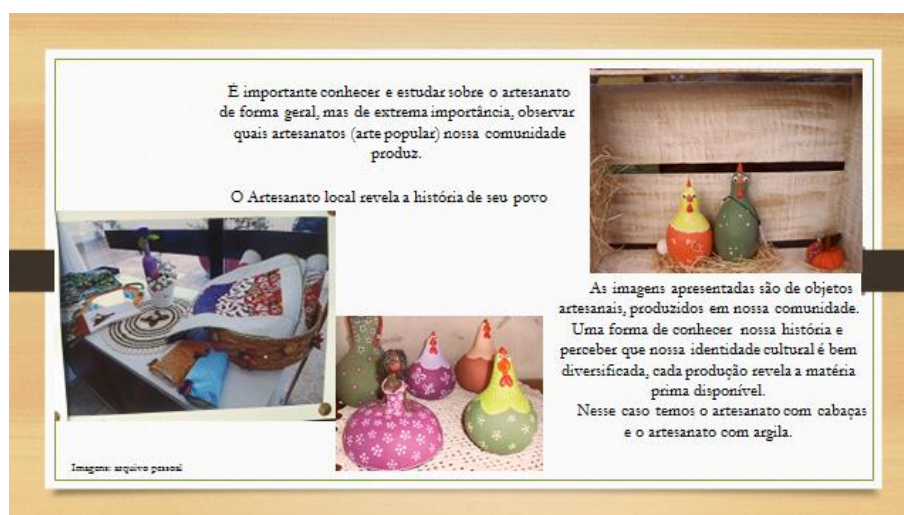 É importante conhecer e estudar sobre o artesanato
de forma geral, mas de extrema importância, observar
quais artesanatos (arte popular) nossa comunidade
produz.
O Artesanato local revela a história de seu povo
As imagens apresentadas são de objetos
artesanais, produzidos em nossa comunidade.
Uma forma de conhecer nossa história e
perceber que nossa identidade cultural é bem
diversificada, cada produção revela a matéria
prima disponível.
Nesse caso temos o artesanato com cabaças
e o artesanato com argila.
Imagens: arquivo pessoal